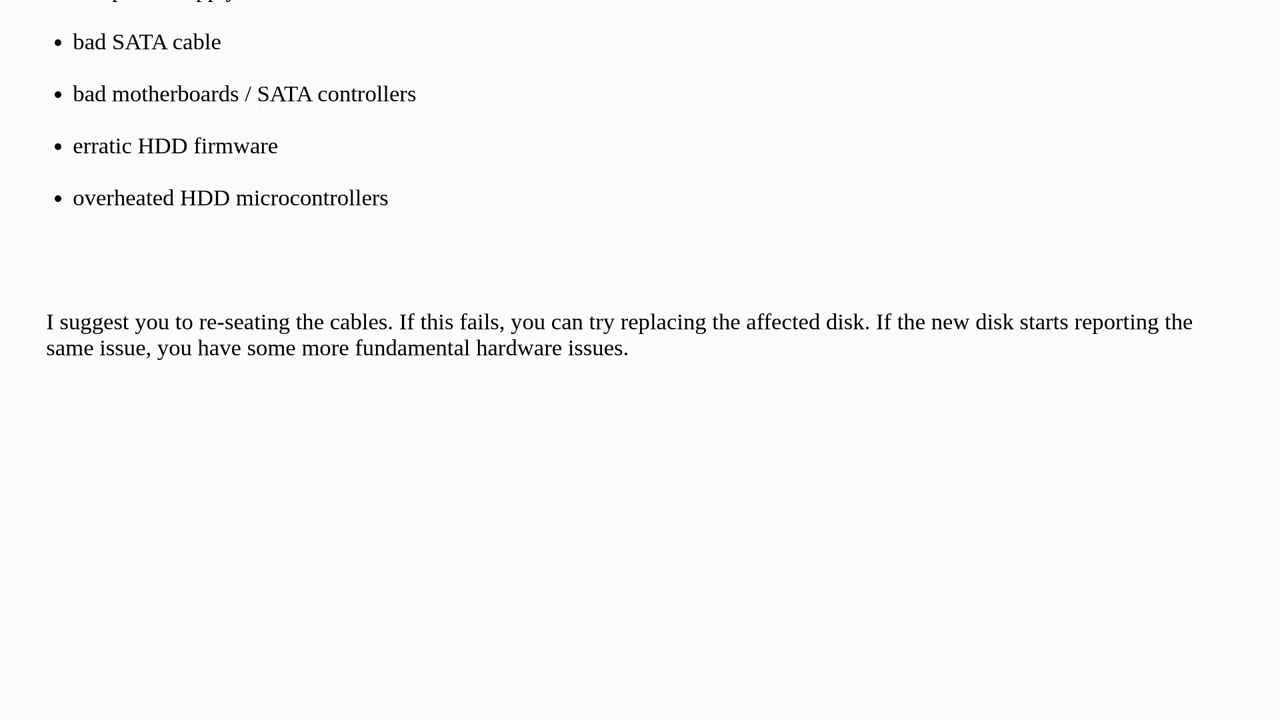 • bad SATA cable
• bad motherboards / SATA controllers
• erratic HDD firmware
• overheated HDD microcontrollers
I suggest you to re-seating the cables. If this fails, you can try replacing the affected disk. If the new disk starts reporting the
same issue, you have some more fundamental hardware issues.